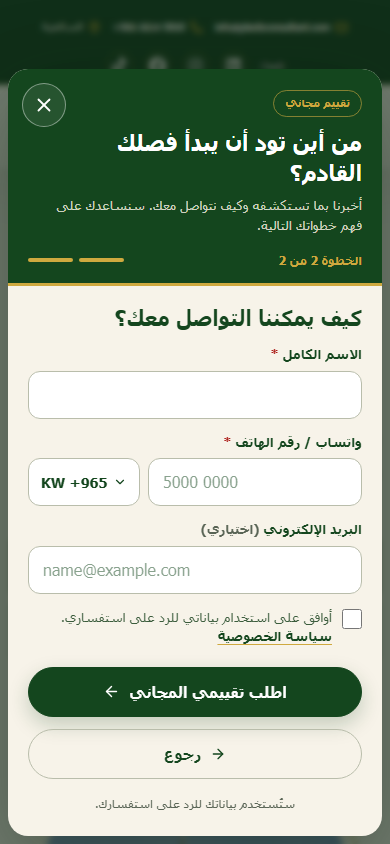 تقييم مجاني
من أين تود أن يبدأ فصلك
القادم؟
أخبرنا بما تستكشفه وكيف نتواصل معك. سنساعدك على
فهم خطواتك التالية.
الخطوة 2 من 2
كيف يمكننا التواصل معك؟
الاسم الكامل *
واتساب / رقم الهاتف *
5000 0000
KW +965
البريد الإلكتروني (اختياري)
name@example.com
أوافق على استخدام بياناتي للرد على استفساري.
سياسة الخصوصية
اطلب تقييمي المجاني ←
→ رجوع
ستُستخدم بياناتك للرد على استفسارك.